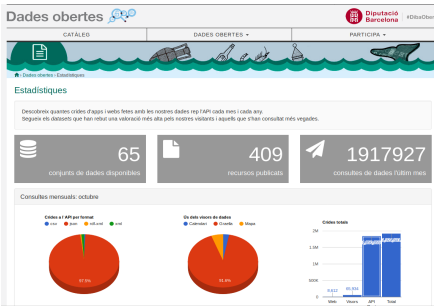 Dades obertes
Diputació
Barcelona
#DibaOber
CATÀLEG
DADES OBERTES
PARTICIPA
Dades obertes › Estadístiques
Estadístiques
Descobreix quantes crides d'apps i webs fetes amb les nostres dades rep l'API cada mes i cada any.
Segueix els datasets que han rebut una valoració més alta pels nostres visitants i aquells que s'han consultat més vegades.
65
conjunts de dades disponibles
409
recursos publicats
1917927
consultes de dades l'últim mes
Consultes mensuals: octubre
Crides a l'API per format
csv json xml
97.5%
Ús dels visors de dades
Calendari Graella Mapa
Crides totals
2M
1.5M
1M
500K
0
Web Visors API Total